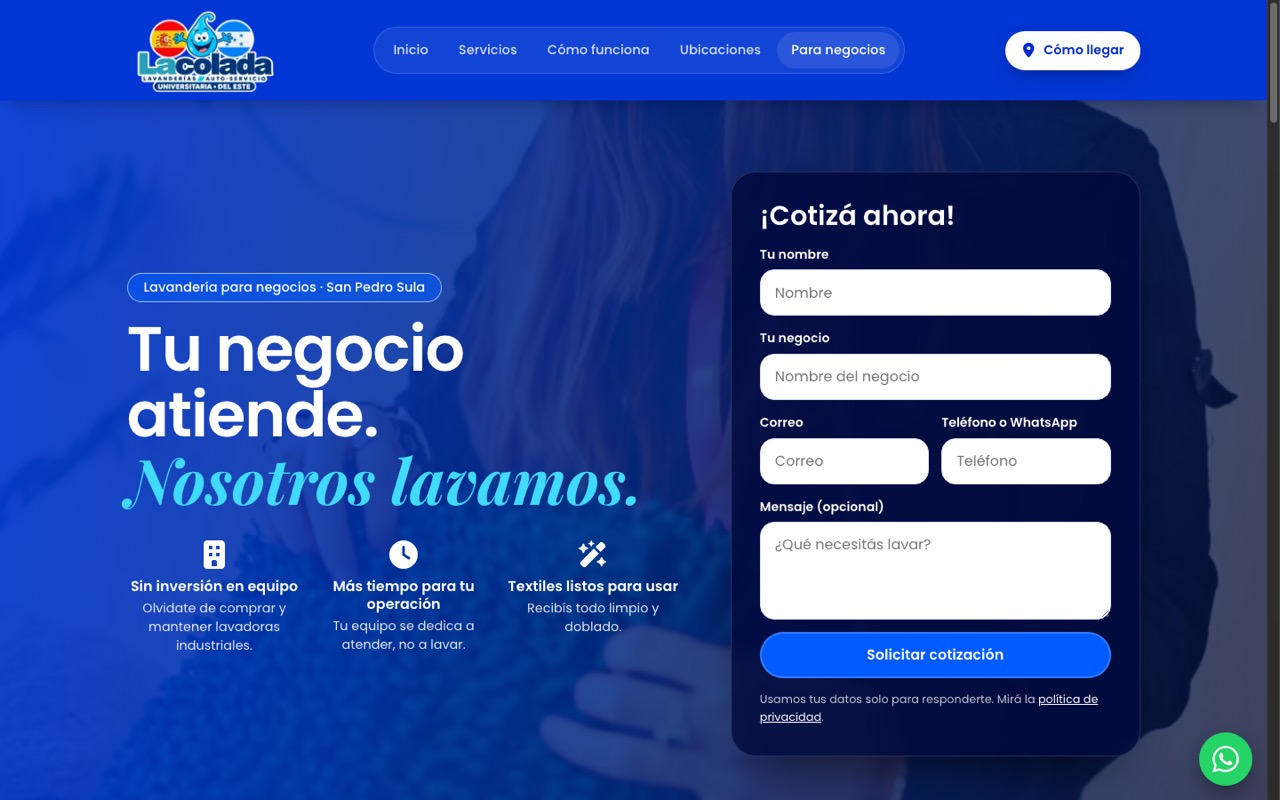 Lacolada
LAVANDERÍAS AUTO-SERVICIO
UNIVERSITARIA • DEL ESTE
Inicio
Servicios
Cómo funciona
Ubicaciones
Para negocios
Cómo llegar
Lavandería para negocios · San Pedro Sula
Tu negocio
atiende.
Nosotros lavamos.
Sin inversión en equipo
Olvidate de comprar y
mantener lavadoras
industriales.
Más tiempo para tu
operación
Tu equipo se dedica a
atender, no a lavar.
Textiles listos para usar
Recibís todo limpio y
doblado.
¡Cotizá ahora!
Tu nombre
Nombre
Tu negocio
Nombre del negocio
Correo
Teléfono o WhatsApp
Correo
Teléfono
Mensaje (opcional)
¿Qué necesitás lavar?
Solicitar cotización
Usamos tus datos solo para responderte. Mirá la política de
privacidad.